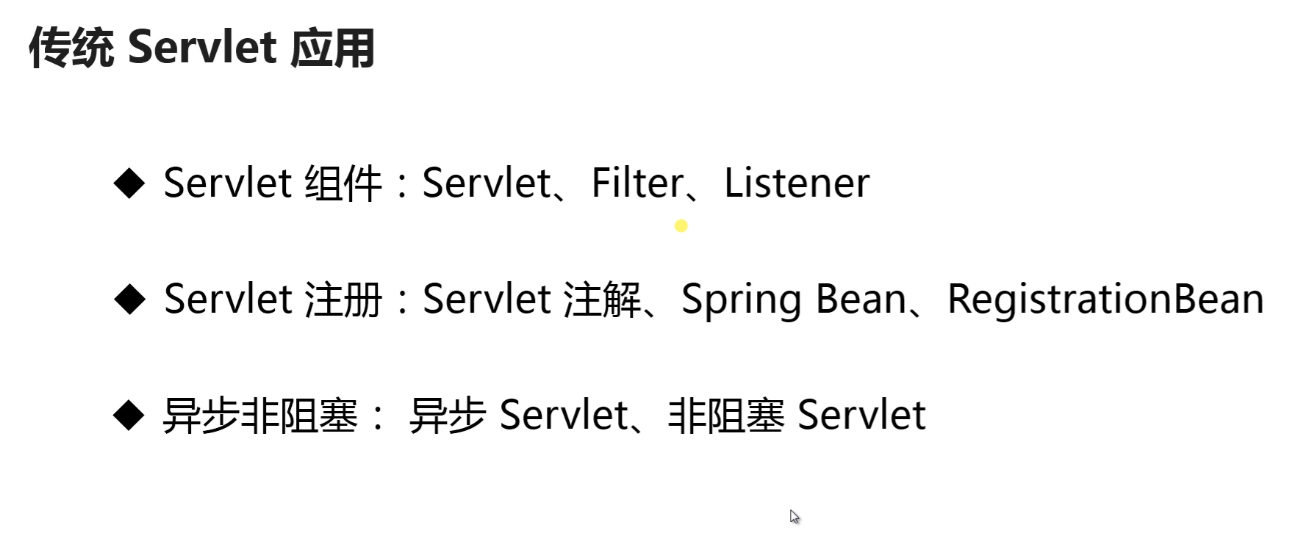 传统 Servlet 应用
◆ Servlet 组件：Servlet、Filter、Listener
◆ Servlet 注册：Servlet 注解、Spring Bean、RegistrationBean
◆ 异步非阻塞： 异步 Servlet、非阻塞 Servlet